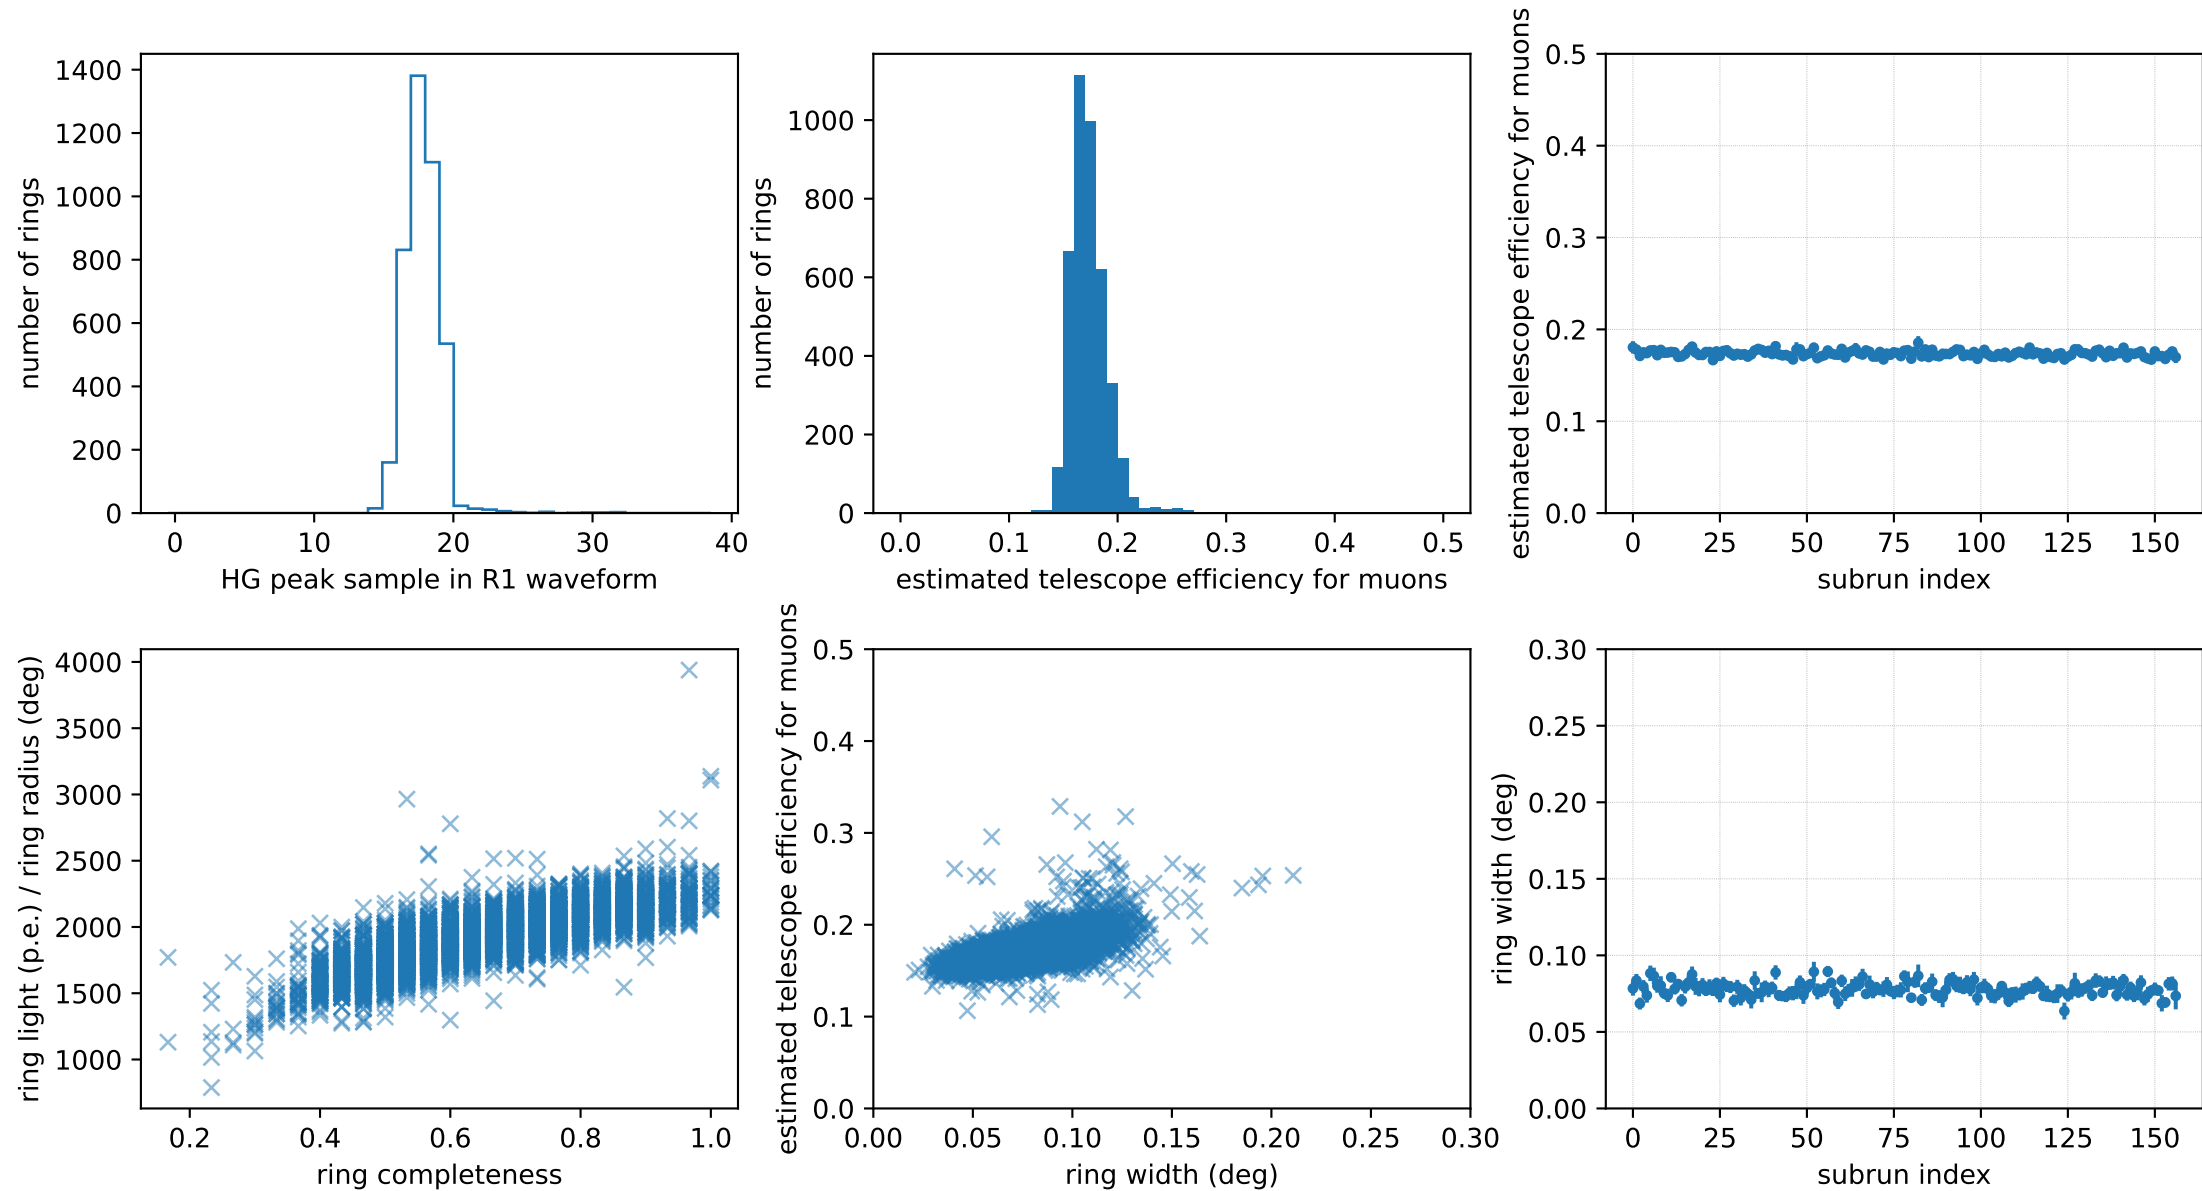 1400
1200
1000
800
600
400
200
0
number of rings
0 10 20 30 40
HG peak sample in R1 waveform
1000
800
600
400
200
0
number of rings
0.0 0.1 0.2 0.3 0.4 0.5
estimated telescope efficiency for muons
0.5
0.4
0.3
0.2
0.1
0.0
estimated telescope efficiency for muons
0 25 50 75 100 125 150
subrun index
4000
3500
3000
2500
2000
1500
1000
ring light (p.e.) / ring radius (deg)
0.2 0.4 0.6 0.8 1.0
ring completeness
0.5
0.4
0.3
0.2
0.1
0.0
estimated telescope efficiency for muons
0.00 0.05 0.10 0.15 0.20 0.25 0.30
ring width (deg)
0.30
0.25
0.20
0.15
0.10
0.05
0.00
ring width (deg)
0 25 50 75 100 125 150
subrun index